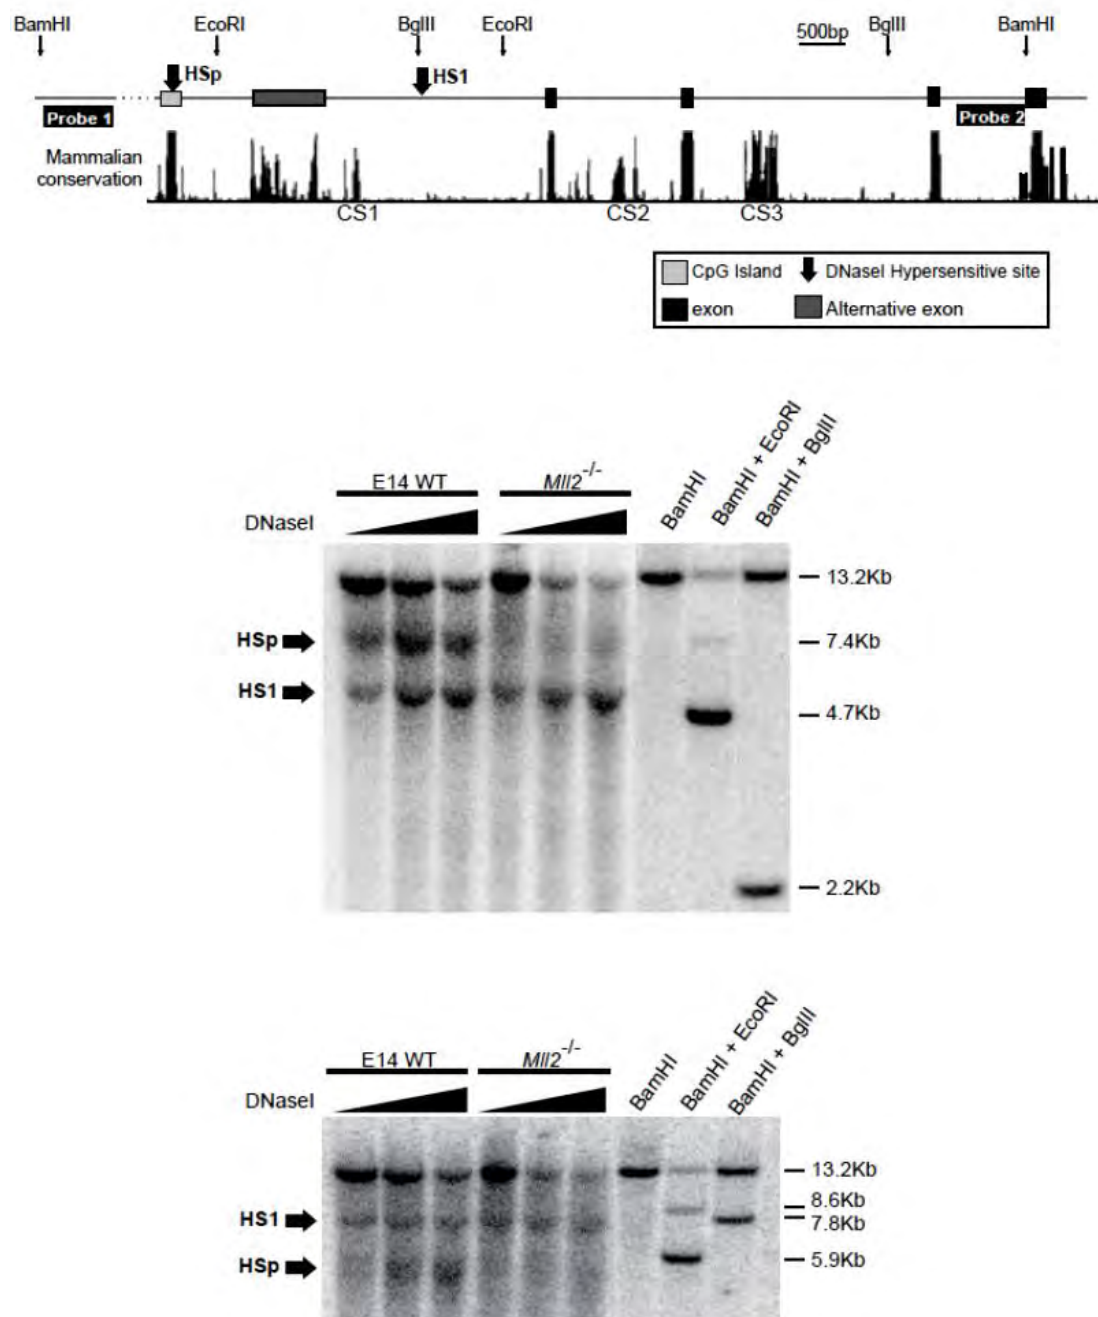 BamHI EcoRI BglII EcoRI 500bp BglII BamHI
HSp HS1
Probe 1 Probe 2
Mammalian
conservation
CS1 CS2 CS3
CpG Island DNaseI Hypersensitive site
exon Alternative exon
E14 WT Mll2-/- BamHI BamHI + EcoRI BamHI + BglII
DNaseI
13.2Kb
HSp 7.4Kb
HS1 4.7Kb
2.2Kb
E14 WT Mll2-/- BamHI BamHI + EcoRI BamHI + BglII
DNaseI
13.2Kb
8.6Kb
HS1 7.8Kb
HSp 5.9Kb